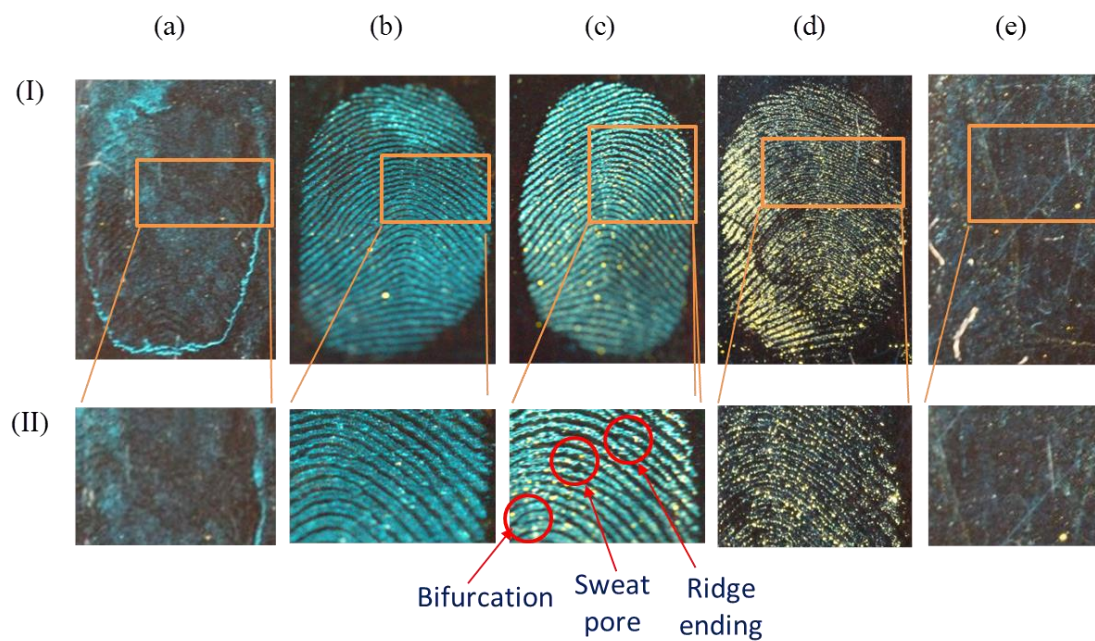 (a) (b) (c) (d) (e)
(I)
(II)
Bifurcation
Sweat
pore
Ridge
ending